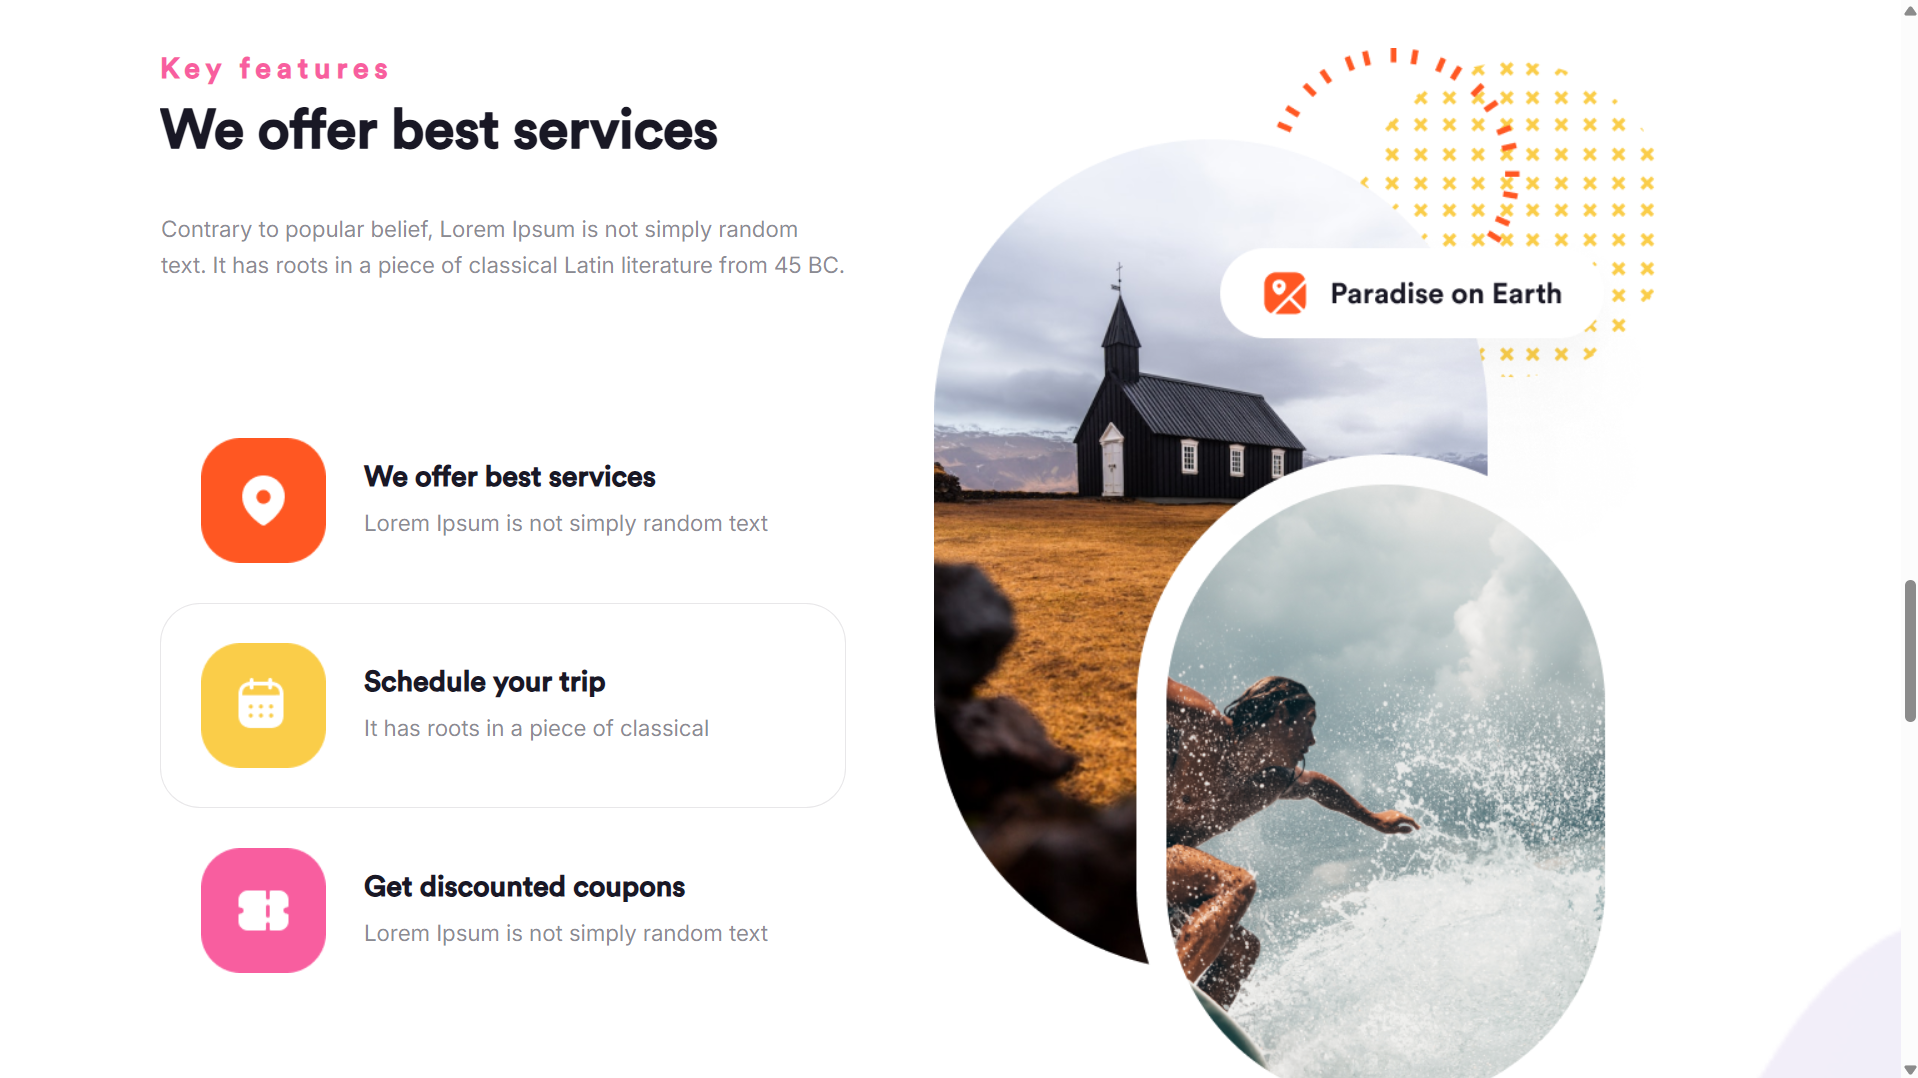 Key features
We offer best services
Contrary to popular belief, Lorem Ipsum is not simply random
text. It has roots in a piece of classical Latin literature from 45 BC.
We offer best services
Lorem Ipsum is not simply random text
Schedule your trip
It has roots in a piece of classical
Get discounted coupons
Lorem Ipsum is not simply random text
Paradise on Earth